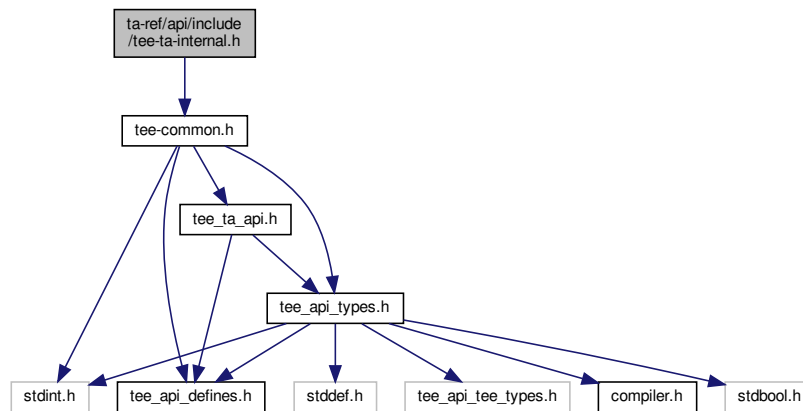 ta-ref/api/include
/tee-ta-internal.h
tee-common.h
tee_ta_api.h
tee_api_types.h
stdint.h
tee_api_defines.h
stddef.h
tee_api_tee_types.h
compiler.h
stdbool.h